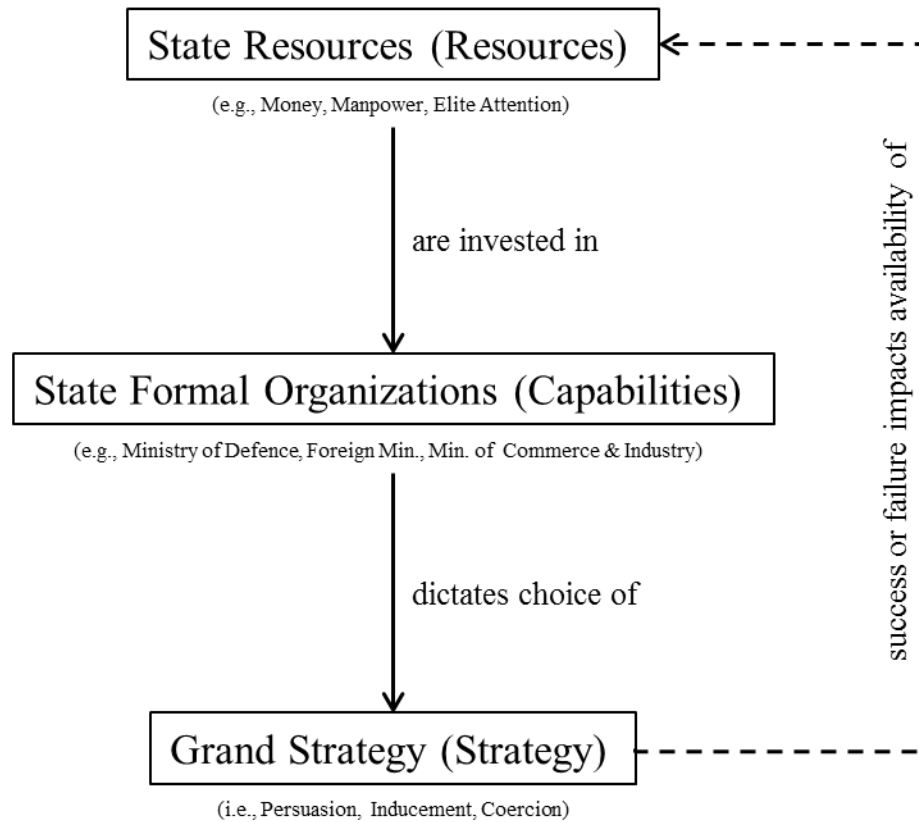 State Resources (Resources)
(e.g., Money, Manpower, Elite Attention)
are invested in
State Formal Organizations (Capabilities)
(e.g., Ministry of Defence, Foreign Min., Min. of Commerce & Industry)
dictates choice of
Grand Strategy (Strategy)
(i.e., Persuasion, Inducement, Coercion)
success or failure impacts availability of